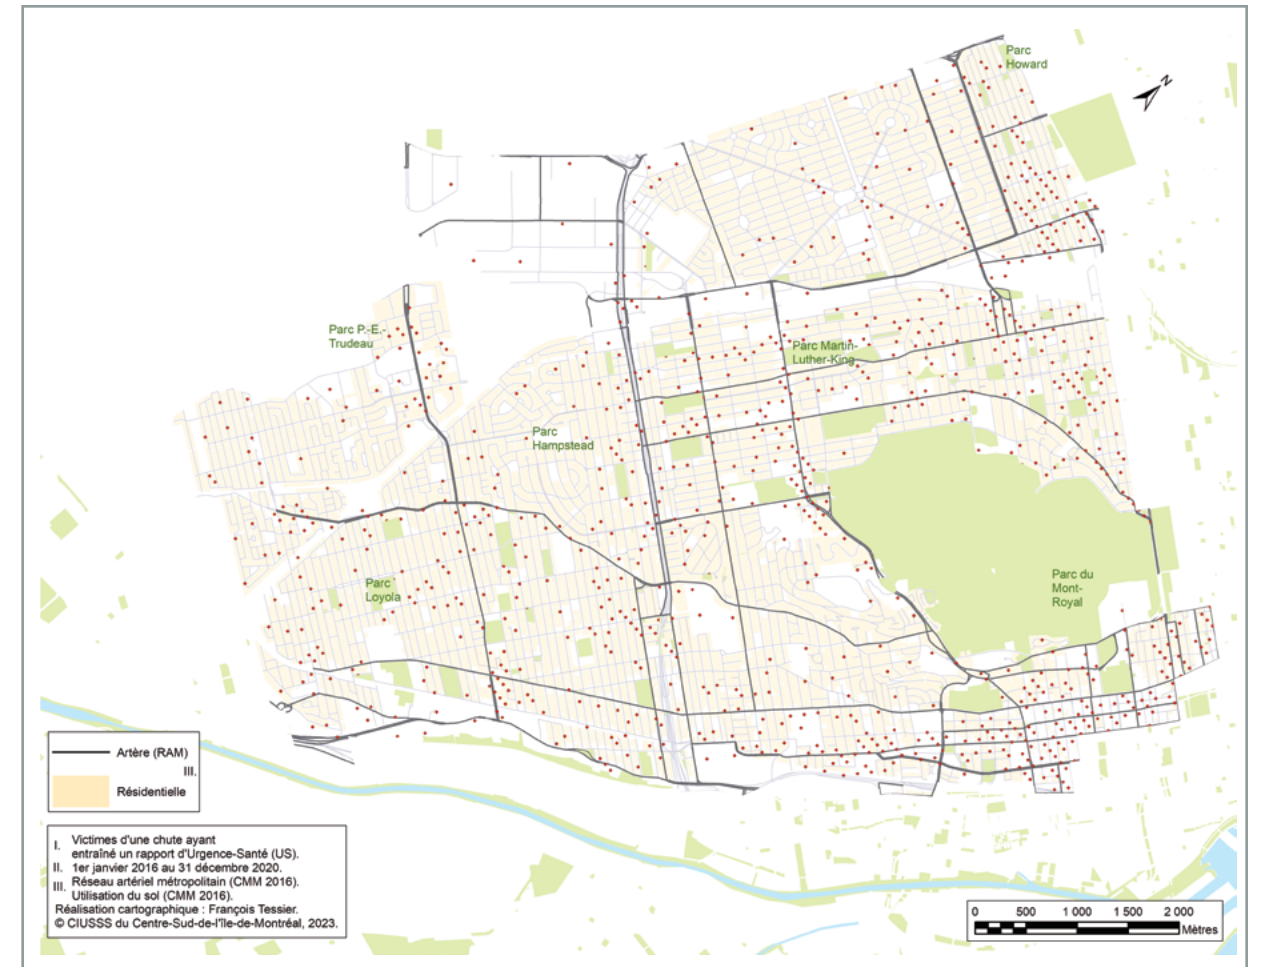 Parc
Howard
N
Parc P.-E.-
Trudeau
Parc Martin-
Luther-King
Parc
Hampstead
Parc
Loyola
Parc du
Mont-
Royal
Artère (RAM)
III.
Résidentielle
I. Victimes d'une chute ayant
entraîné un rapport d'Urgence-Santé (US).
II. 1er janvier 2016 au 31 décembre 2020.
III. Réseau artériel métropolitain (CMM 2016).
Utilisation du sol (CMM 2016).
Réalisation cartographique : François Tessier.
© CIUSSS du Centre-Sud-de-l'île-de-Montréal, 2023.
0 500 1 000 1 500 2 000
Mètres